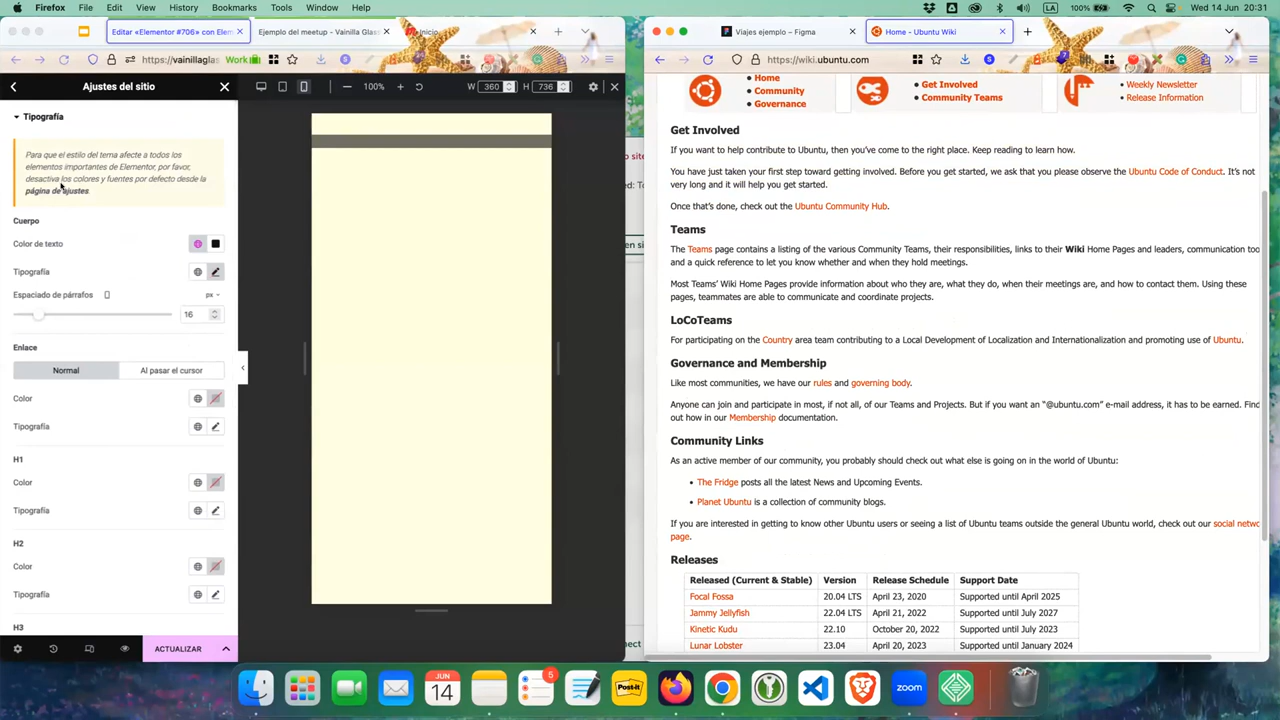 Firefox File Edit View History Bookmarks Tools Window Help
LA 100% Wed 14 Jun 20:31
Editar «Elementor #706» con Elem
Ejemplo del meetup - Vainilla Glas
Inicio
https://vainillaglas
Work
Viajes ejemplo – Figma
Home - Ubuntu Wiki
https://wiki.ubuntu.com
Ajustes del sitio
100%
W 360
H 736
Tipografía
Para que el estilo del tema afecte a todos los
elementos importantes de Elementor, por favor,
desactiva los colores y fuentes por defecto desde la
página de ajustes.
Cuerpo
Color de texto
Tipografía
Espaciado de párrafos
px
16
Enlace
Normal
Al pasar el cursor
Color
Tipografía
H1
Color
Tipografía
H2
Color
Tipografía
H3
ACTUALIZAR
Home
Community
Governance
Get Involved
Community Teams
Weekly Newsletter
Release Information
Get Involved
If you want to help contribute to Ubuntu, then you've come to the right place. Keep reading to learn how.
You have just taken your first step toward getting involved. Before you get started, we ask that you please observe the Ubuntu Code of Conduct. It's not
very long and it will help you get started.
Once that's done, check out the Ubuntu Community Hub.
Teams
The Teams page contains a listing of the various Community Teams, their responsibilities, links to their Wiki Home Pages and leaders, communication too
and a quick reference to let you know whether and when they hold meetings.
Most Teams' Wiki Home Pages provide information about who they are, what they do, when their meetings are, and how to contact them. Using these
pages, teammates are able to communicate and coordinate projects.
LoCoTeams
For participating on the Country area team contributing to a Local Development of Localization and Internationalization and promoting use of Ubuntu.
Governance and Membership
Like most communities, we have our rules and governing body.
Anyone can join and participate in most, if not all, of our Teams and Projects. But if you want an "@ubuntu.com" e-mail address, it has to be earned. Find
out how in our Membership documentation.
Community Links
As an active member of our community, you probably should check out what else is going on in the world of Ubuntu:
• The Fridge posts all the latest News and Upcoming Events.
• Planet Ubuntu is a collection of community blogs.
If you are interested in getting to know other Ubuntu users or seeing a list of Ubuntu teams outside the general Ubuntu world, check out our social netwo
page.
Releases
Released (Current & Stable) Version Release Schedule Support Date
Focal Fossa 20.04 LTS April 23, 2020 Supported until April 2025
Jammy Jellyfish 22.04 LTS April 21, 2022 Supported until July 2027
Kinetic Kudu 22.10 October 20, 2022 Supported until July 2023
Lunar Lobster 23.04 April 20, 2023 Supported until January 2024
JUN
14
5
Post-it
zoom